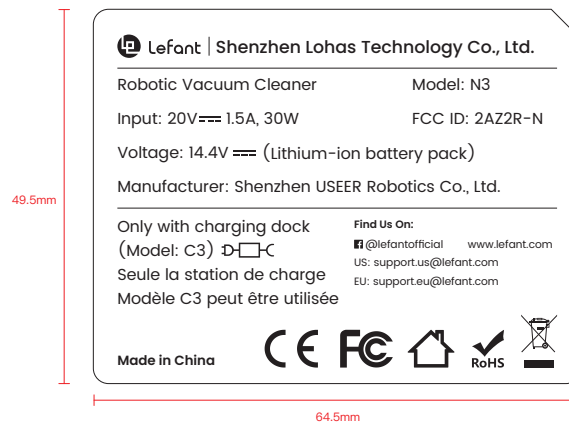 Lefant | Shenzhen Lohas Technology Co., Ltd.
Robotic Vacuum Cleaner Model: N3
Input: 20V 1.5A, 30W FCC ID: 2AZ2R-N
Voltage: 14.4V (Lithium-ion battery pack)
Manufacturer: Shenzhen USEER Robotics Co., Ltd.
Only with charging dock
(Model: C3)
Seule la station de charge
Modèle C3 peut être utilisée
Find Us On:
@lefantofficial www.lefant.com
US: support.us@lefant.com
EU: support.eu@lefant.com
Made in China
CE FC RoHS
49.5mm
64.5mm